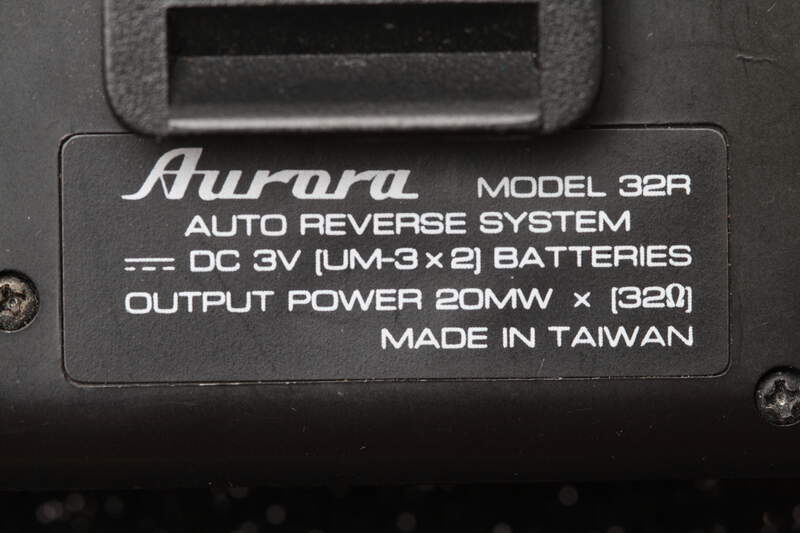 Aurora MODEL 32R
AUTO REVERSE SYSTEM
⎓ DC 3V (UM-3 x 2) BATTERIES
OUTPUT POWER 20MW x (32Ω)
MADE IN TAIWAN